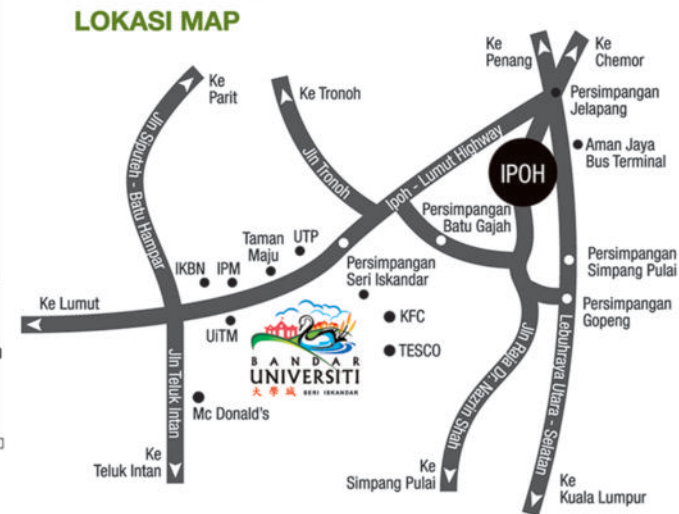 LOKASI MAP
Ke
Penang
Ke
Chemor
Ke
Parit
Ke Tronoh
Persimpangan
Jelapang
Aman Jaya
Bus Terminal
Jln Siputeh - Batu Hampar
Jln Tronoh
Ipoh - Lumut Highway
IPOH
Persimpangan
Batu Gajah
Taman
Maju
UTP
IKBN
IPM
Persimpangan
Seri Iskandar
Persimpangan
Simpang Pulai
Persimpangan
Gopeng
Ke Lumut
UiTM
KFC
TESCO
BANDAR
UNIVERSITI
大學城 SERI ISKANDAR
Jln Teluk Intan
Mc Donald's
Jln Raja Dr. Nazrin Shah
Lebuhraya Utara - Selatan
Ke
Teluk Intan
Ke
Simpang Pulai
Ke
Kuala Lumpur